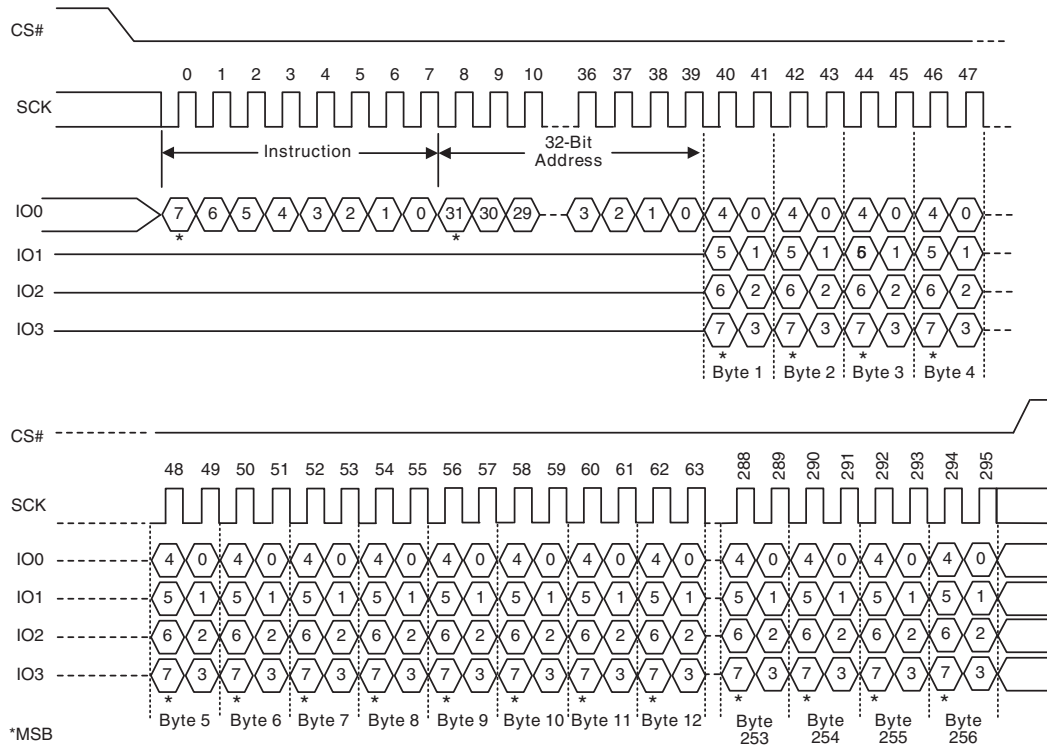 CS#
0 1 2 3 4 5 6 7 8 9 10 36 37 38 39 40 41 42 43 44 45 46 47
SCK
Instruction
32-Bit
Address
IO0 7 6 5 4 3 2 1 0 31 30 29 3 2 1 0 4 0 4 0 4 0 4 0
* *
IO1 5 1 5 1 6 1 5 1
IO2 6 2 6 2 6 2 6 2
IO3 7 3 7 3 7 3 7 3
* * * *
Byte 1 Byte 2 Byte 3 Byte 4
CS#
48 49 50 51 52 53 54 55 56 57 58 59 60 61 62 63 288 289 290 291 292 293 294 295
SCK
IO0 4 0 4 0 4 0 4 0 4 0 4 0 4 0 4 0 4 0 4 0 4 0 4 0
IO1 5 1 5 1 5 1 5 1 5 1 5 1 5 1 5 1 5 1 5 1 5 1 5 1
IO2 6 2 6 2 6 2 6 2 6 2 6 2 6 2 6 2 6 2 6 2 6 2 6 2
IO3 7 3 7 3 7 3 7 3 7 3 7 3 7 3 7 3 7 3 7 3 7 3 7 3
* * * * * * * * * * * *
Byte 5 Byte 6 Byte 7 Byte 8 Byte 9 Byte 10 Byte 11 Byte 12 Byte 253 Byte 254 Byte 255 Byte 256
*MSB